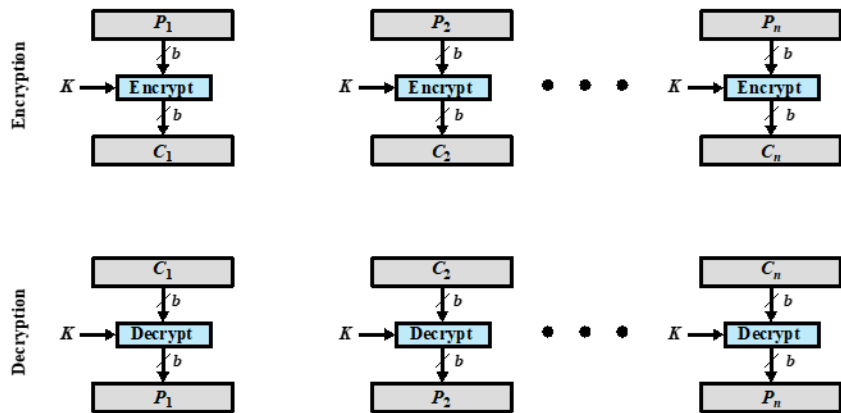 Encryption
P1 P2 Pn
b b b
K Encrypt K Encrypt K Encrypt
b b b
C1 C2 Cn
Decryption
C1 C2 Cn
b b b
K Decrypt K Decrypt K Decrypt
b b b
P1 P2 Pn